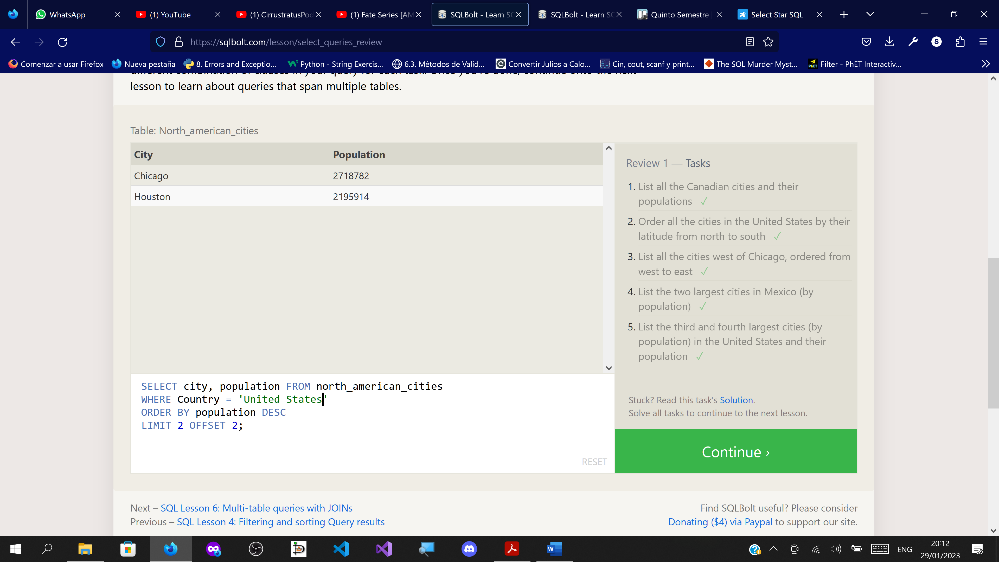 WhatsApp
(1) YouTube
(1) CirrustratusPo
(1) Fate Series [AM
SQLBolt - Learn SQ
SQLBolt - Learn SQ
Quinto Semestre
Select Star SQL
https://sqlbolt.com/lesson/select_queries_review
Comenzar a usar Firefox
Nueva pestaña
8. Errors and Exceptio...
Python - String Exercis...
6.3. Métodos de Valid...
Convertir Julios a Calo...
Cin, cout, scanf y print...
The SQL Murder Myst...
Filter - PhET Interactiv...
lesson to learn about queries that span multiple tables.
Table: North_american_cities
City Population
Chicago 2718782
Houston 2195914
SELECT city, population FROM north_american_cities
WHERE Country = 'United States'
ORDER BY population DESC
LIMIT 2 OFFSET 2;
RESET
Review 1 — Tasks
1. List all the Canadian cities and their
populations ✓
2. Order all the cities in the United States by their
latitude from north to south ✓
3. List all the cities west of Chicago, ordered from
west to east ✓
4. List the two largest cities in Mexico (by
population) ✓
5. List the third and fourth largest cities (by
population) in the United States and their
population ✓
Stuck? Read this task's Solution.
Solve all tasks to continue to the next lesson.
Continue ›
Next – SQL Lesson 6: Multi-table queries with JOINs
Previous – SQL Lesson 4: Filtering and sorting Query results
Find SQLBolt useful? Please consider
Donating ($4) via Paypal to support our site.
ENG
20:12
29/01/2023